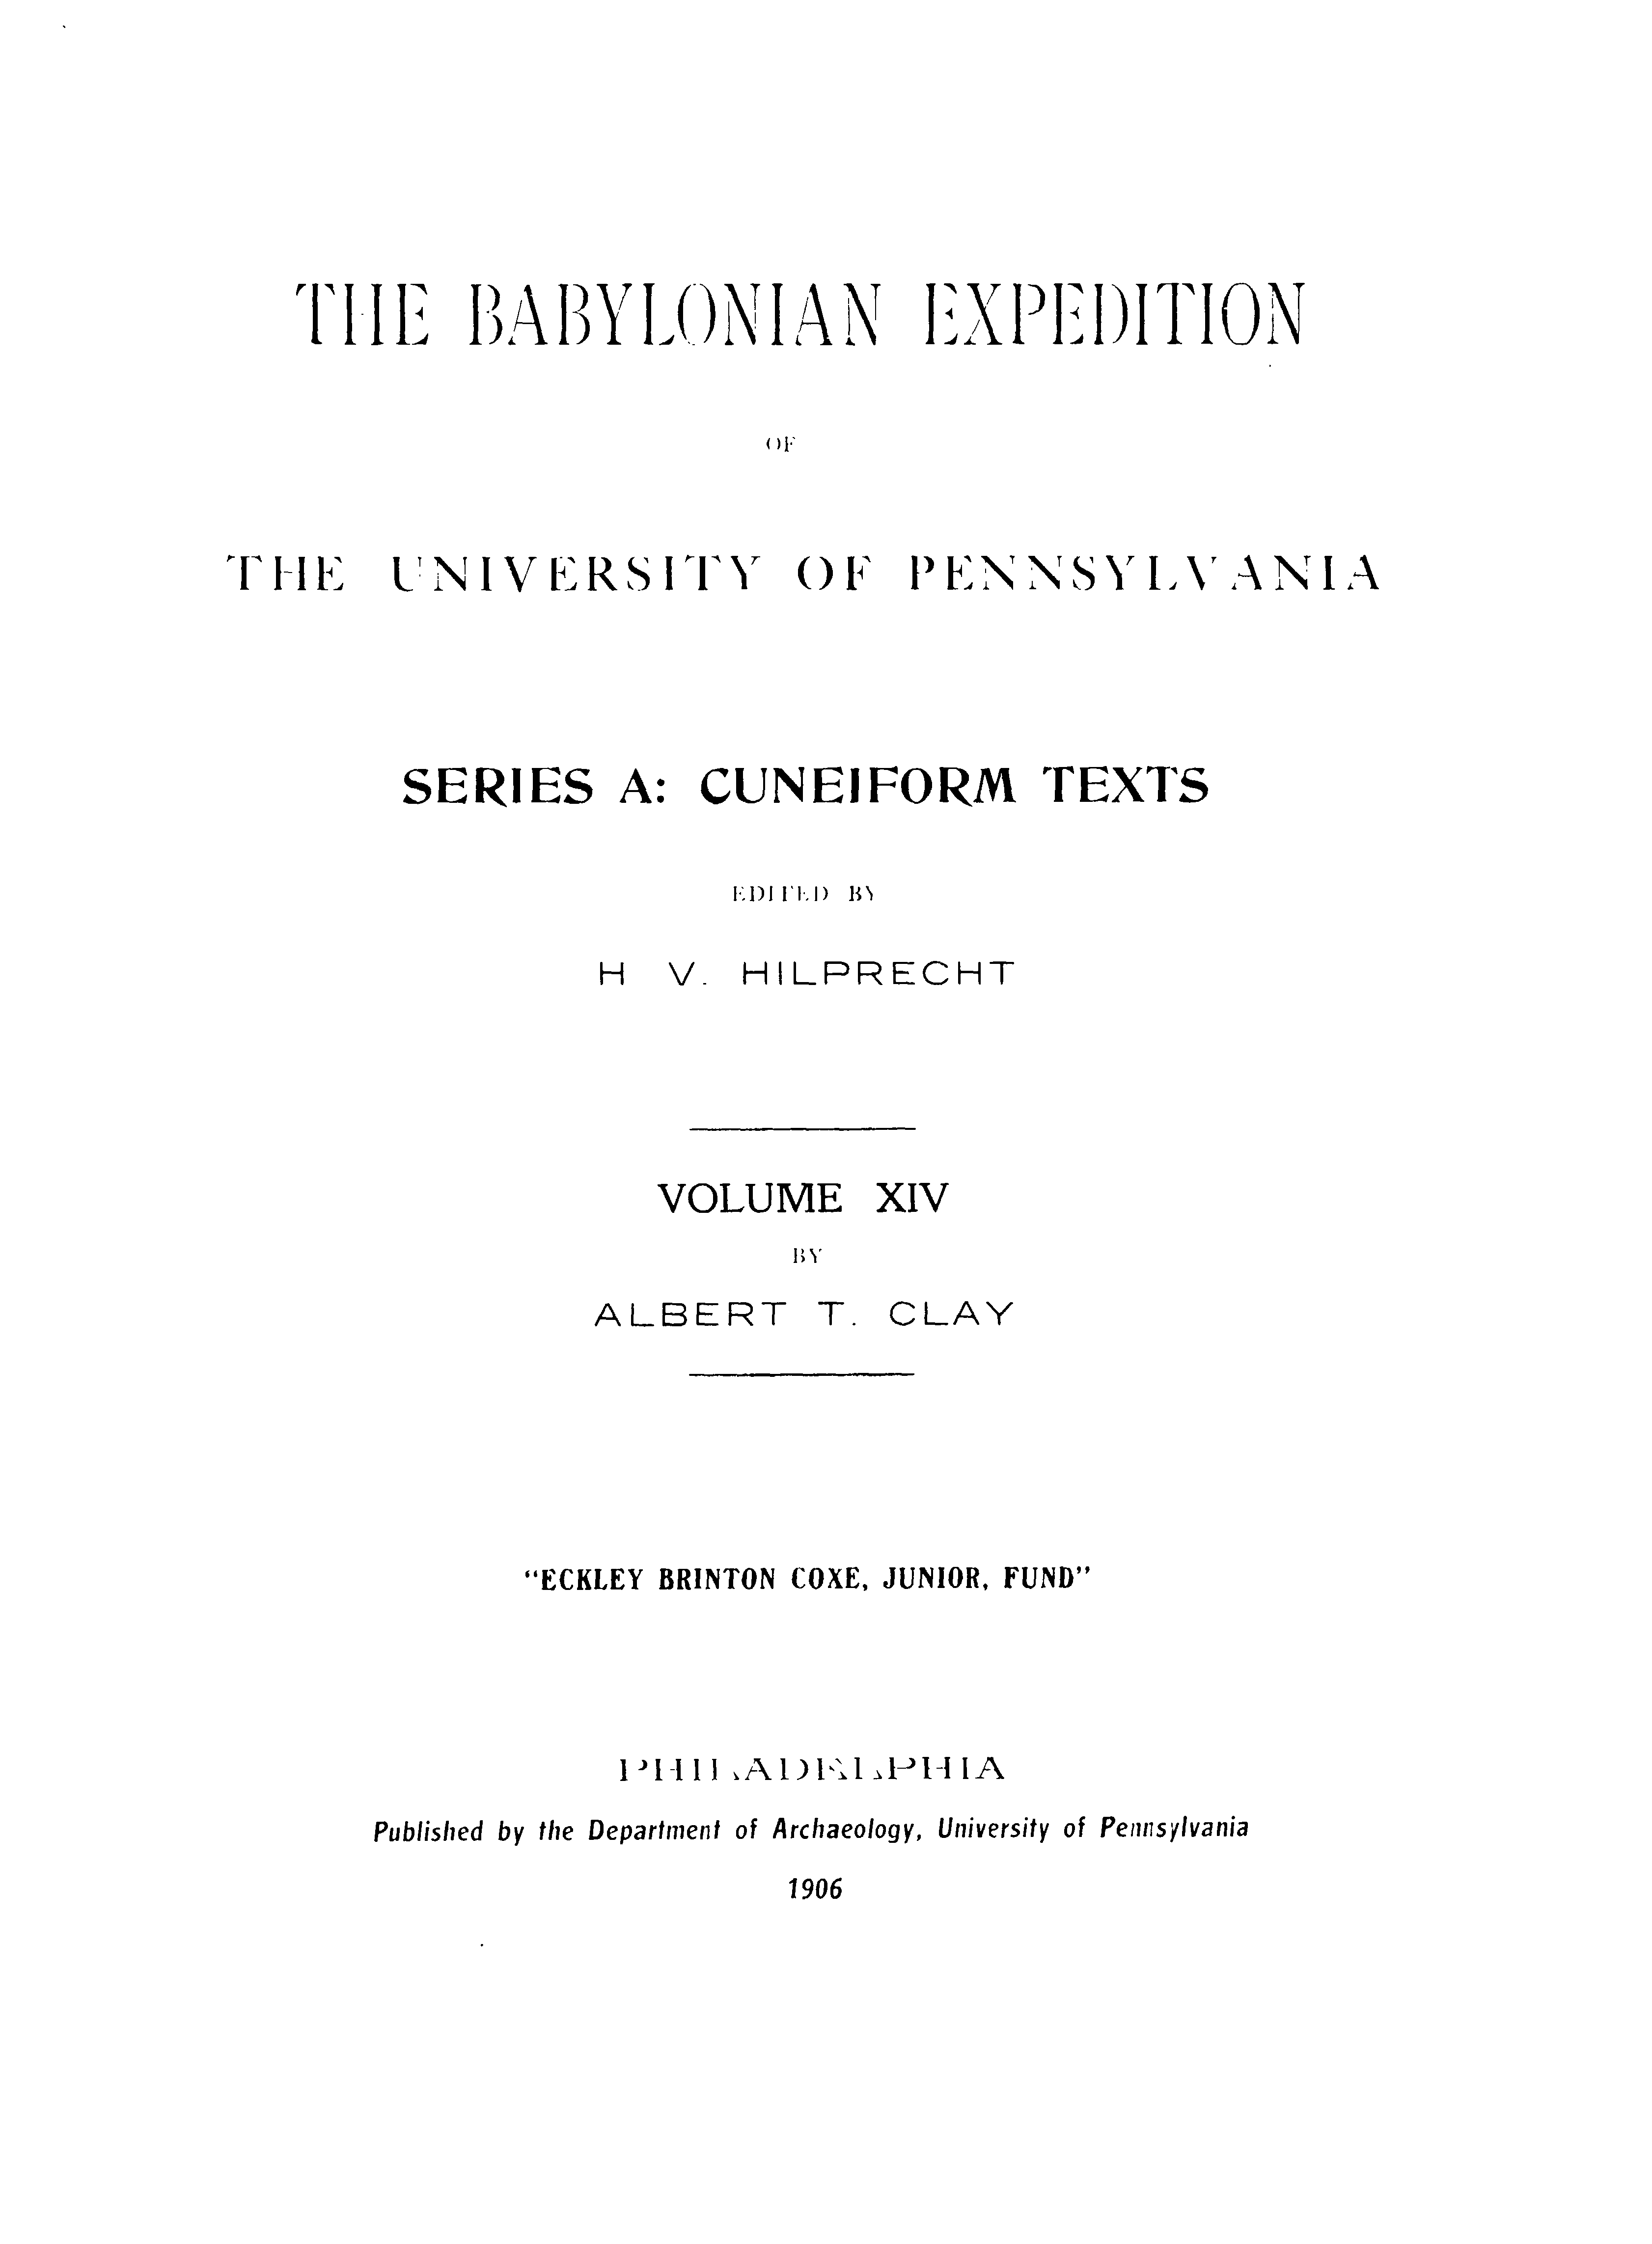 THE BABYLONIAN EXPEDITION
OF
THE UNIVERSITY OF PENNSYLVANIA
SERIES A: CUNEIFORM TEXTS
EDITED BY
H V. HILPRECHT
VOLUME XIV
BY
ALBERT T. CLAY
“ECKLEY BRINTON COXE, JUNIOR, FUND”
PHILADELPHIA
Published by the Department of Archaeology, University of Pennsylvania
1906